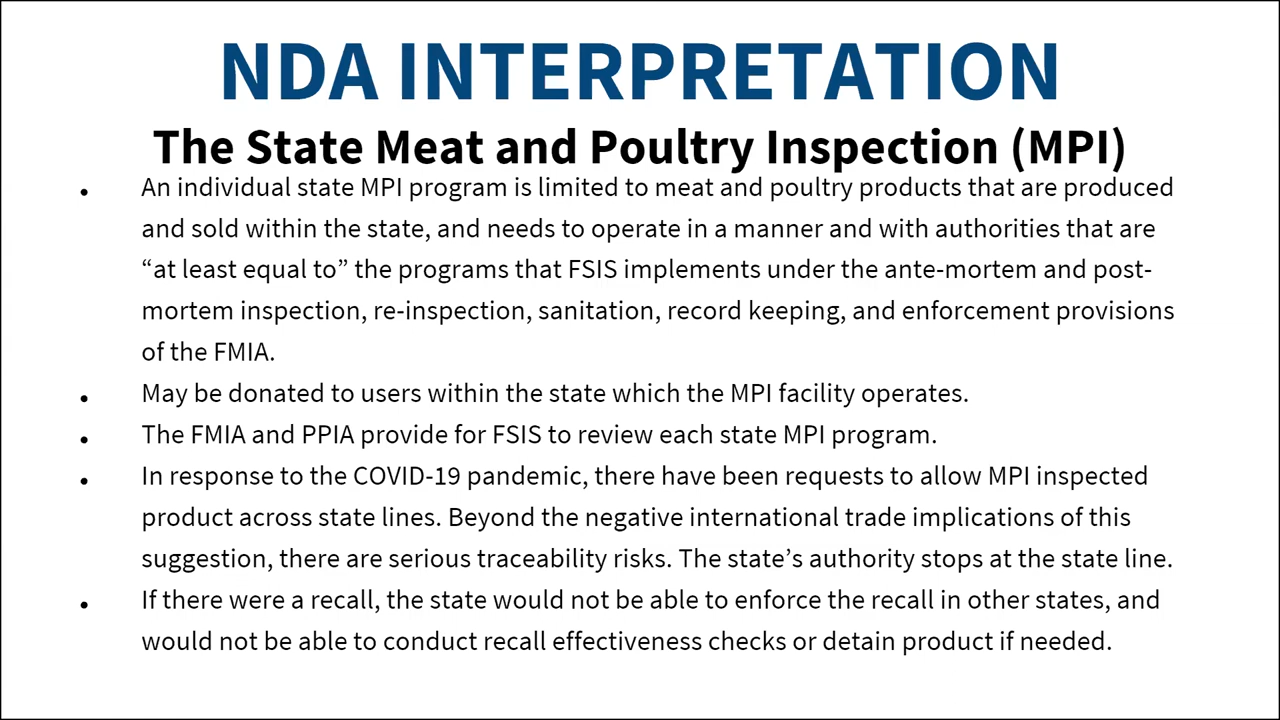 NDA INTERPRETATION
The State Meat and Poultry Inspection (MPI)
• An individual state MPI program is limited to meat and poultry products that are produced
and sold within the state, and needs to operate in a manner and with authorities that are
“at least equal to” the programs that FSIS implements under the ante-mortem and post-
mortem inspection, re-inspection, sanitation, record keeping, and enforcement provisions
of the FMIA.
• May be donated to users within the state which the MPI facility operates.
• The FMIA and PPIA provide for FSIS to review each state MPI program.
• In response to the COVID-19 pandemic, there have been requests to allow MPI inspected
product across state lines. Beyond the negative international trade implications of this
suggestion, there are serious traceability risks. The state’s authority stops at the state line.
• If there were a recall, the state would not be able to enforce the recall in other states, and
would not be able to conduct recall effectiveness checks or detain product if needed.